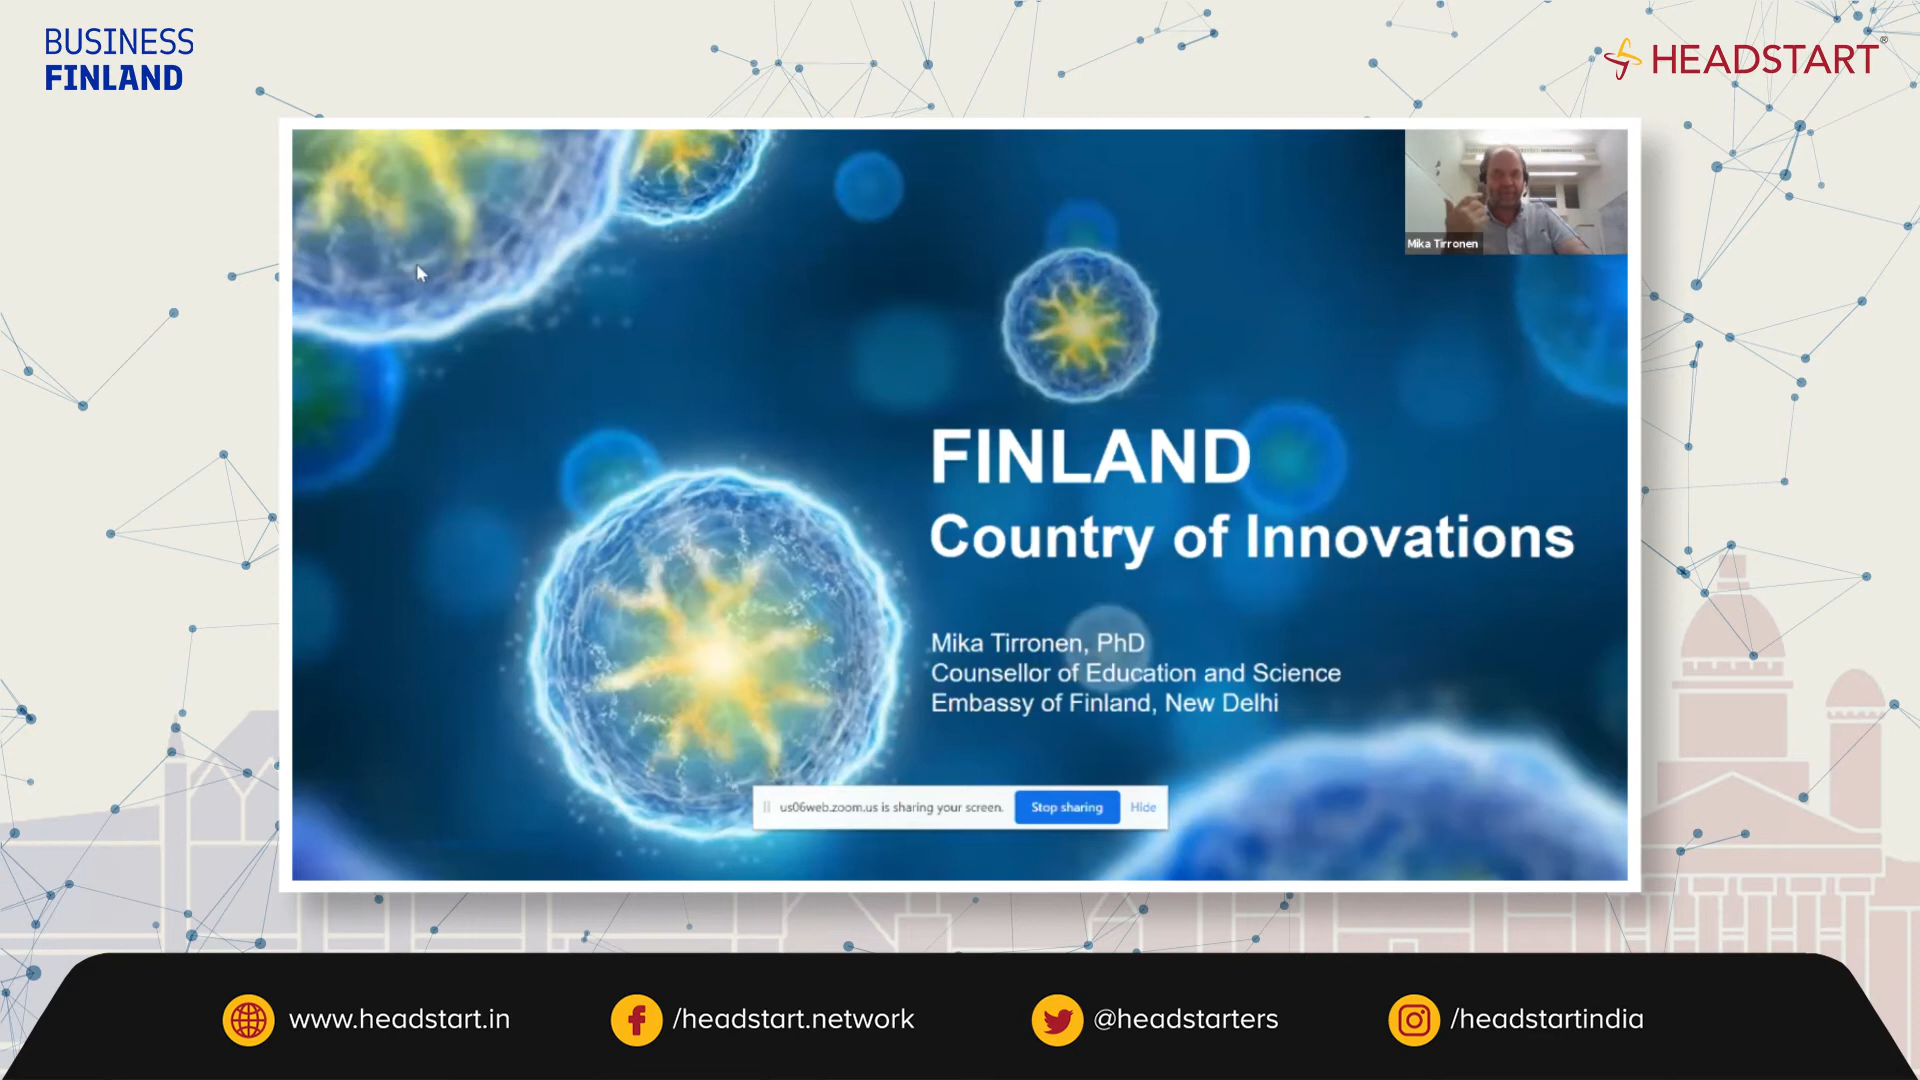 BUSINESS
FINLAND
HEADSTART®
Mika Tirronen
FINLAND
Country of Innovations
Mika Tirronen, PhD
Counsellor of Education and Science
Embassy of Finland, New Delhi
us06web.zoom.us is sharing your screen. Stop sharing Hide
www.headstart.in /headstart.network @headstarters /headstartindia